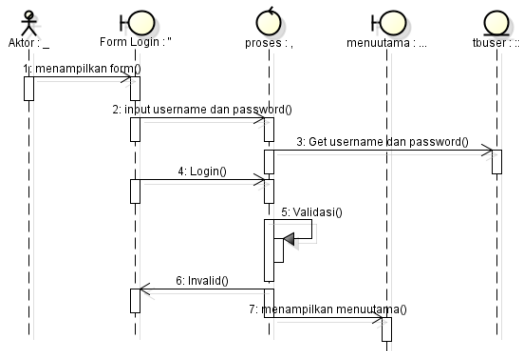 Aktor : _
Form Login : "
proses : ,
menuutama : ...
tbuser : ::
1: menampilkan form()
2: input username dan password()
3: Get username dan password()
4: Login()
5: Validasi()
6: Invalid()
7: menampilkan menuutama()